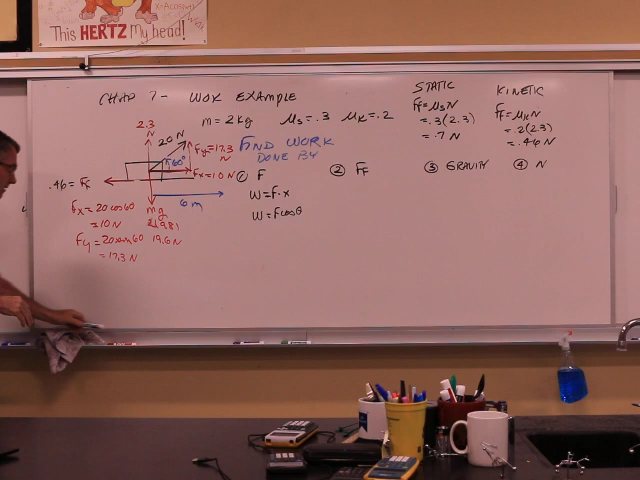 This HERTZ My head!
CHAP 7 - WORK EXAMPLE
m = 2 kg μs = .3 μk = .2
STATIC
Ff = μsN
= .3(2.3)
= .7 N
KINETIC
Ff = μkN
= .2(2.3)
= .46 N
2.3 N
20 N
60°
Fy = 17.3 N
Fx = 10 N
.46 = Ff
6 m
mg
2(9.81)
19.6 N
Fx = 20 cos 60
= 10 N
Fy = 20 sin 60
= 17.3 N
FIND WORK
DONE BY
① F
② Ff
③ GRAVITY
④ N
W = F·x
W = F cosθ